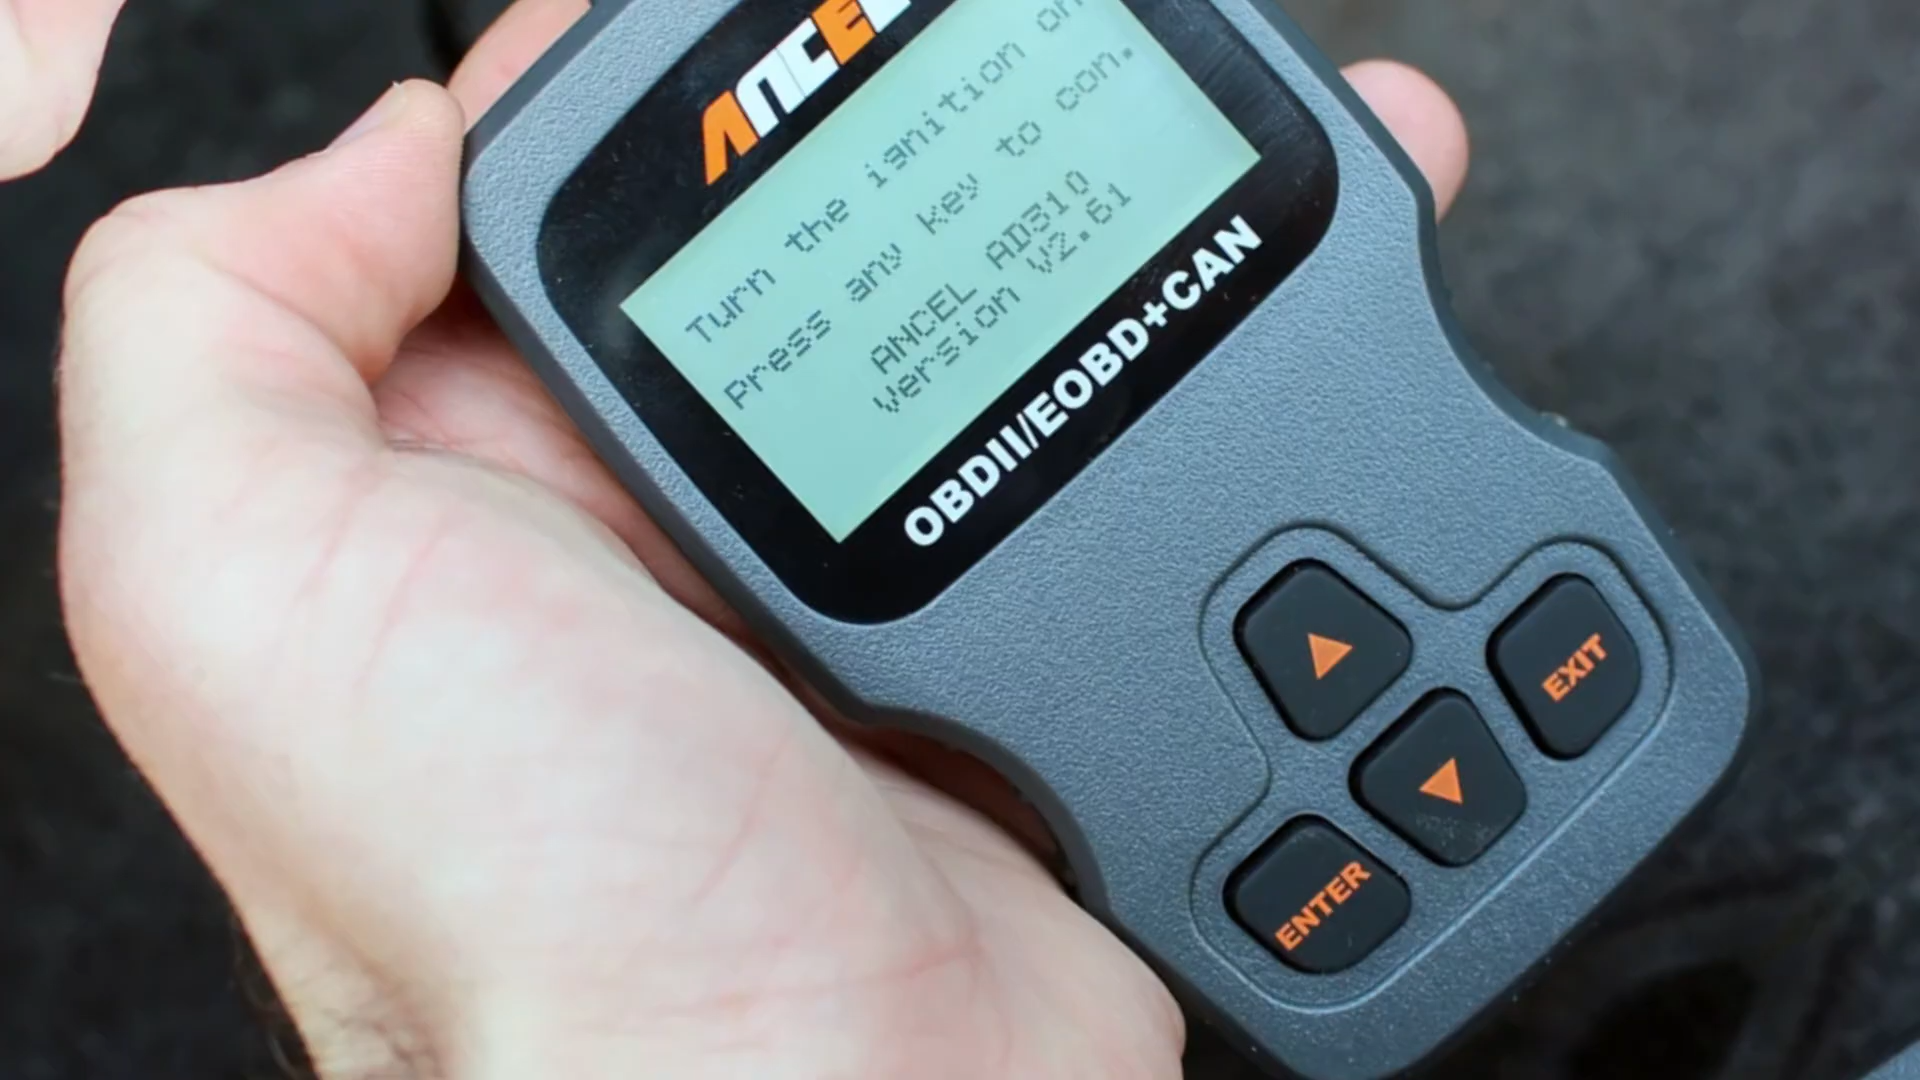 ANCEL
Turn the ignition on
Press any key to con.
ANCEL AD310
Version V2.61
OBDII/EOBD+CAN
EXIT
ENTER